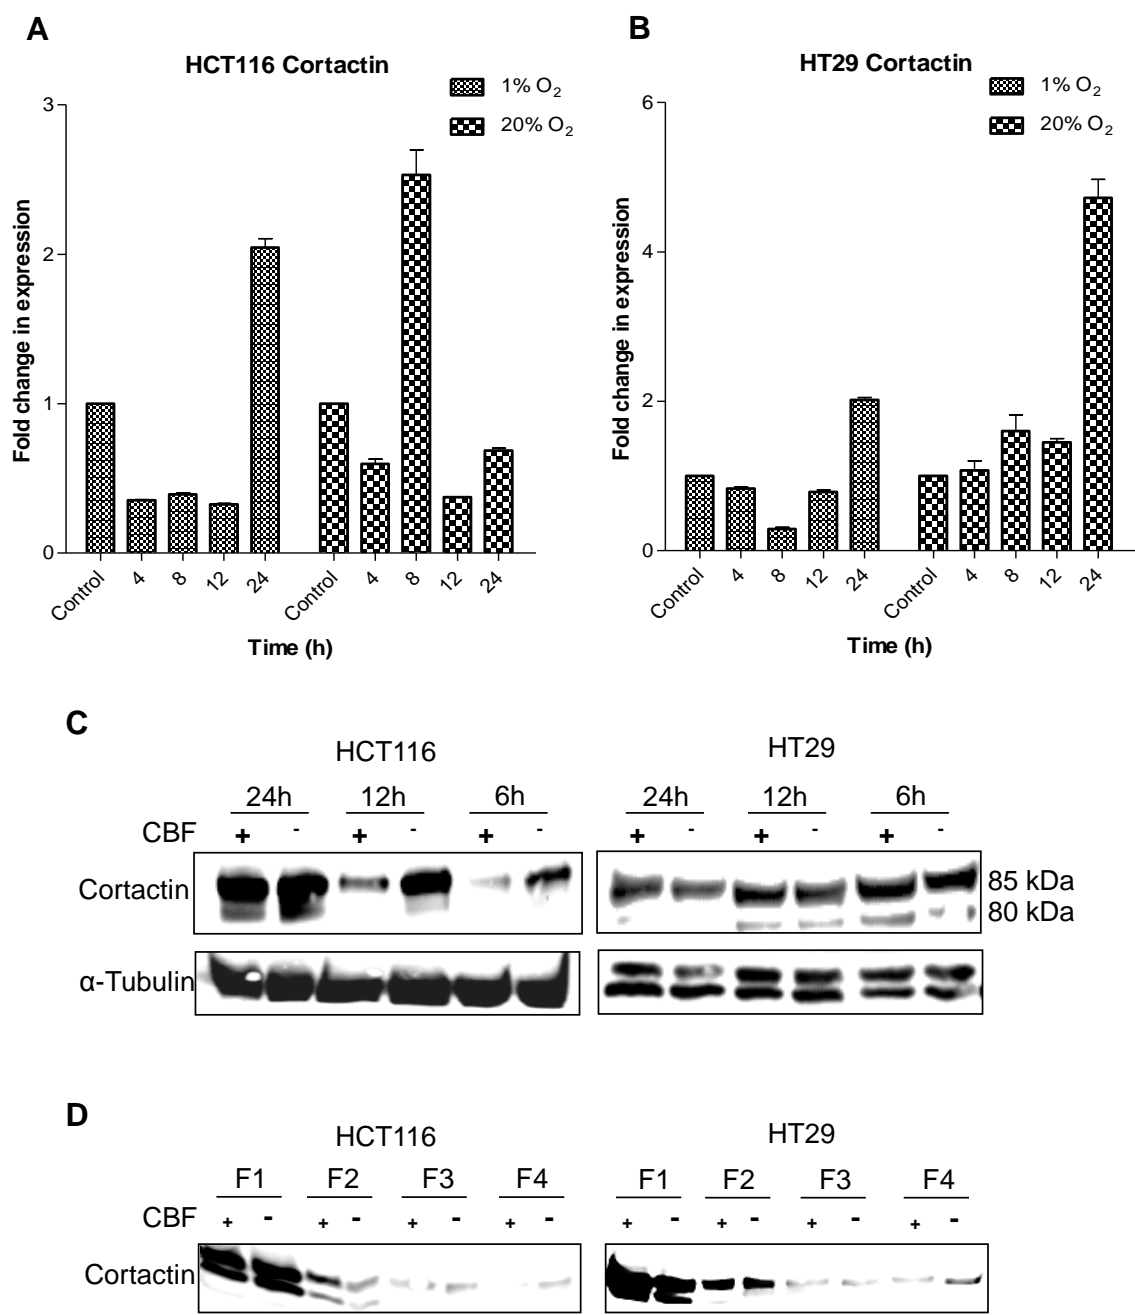 A
HCT116 Cortactin
1% O₂
20% O₂
Fold change in expression
3
2
1
0
Control 4 8 12 24 Control 4 8 12 24
Time (h)
B
HT29 Cortactin
1% O₂
20% O₂
Fold change in expression
6
4
2
0
Control 4 8 12 24 Control 4 8 12 24
Time (h)
C
HCT116
24h 12h 6h
CBF + - + - + -
Cortactin
α-Tubulin
HT29
24h 12h 6h
+ - + - + -
85 kDa
80 kDa
D
HCT116
F1 F2 F3 F4
CBF + - + - + - + -
Cortactin
HT29
F1 F2 F3 F4
+ - + - + - + -